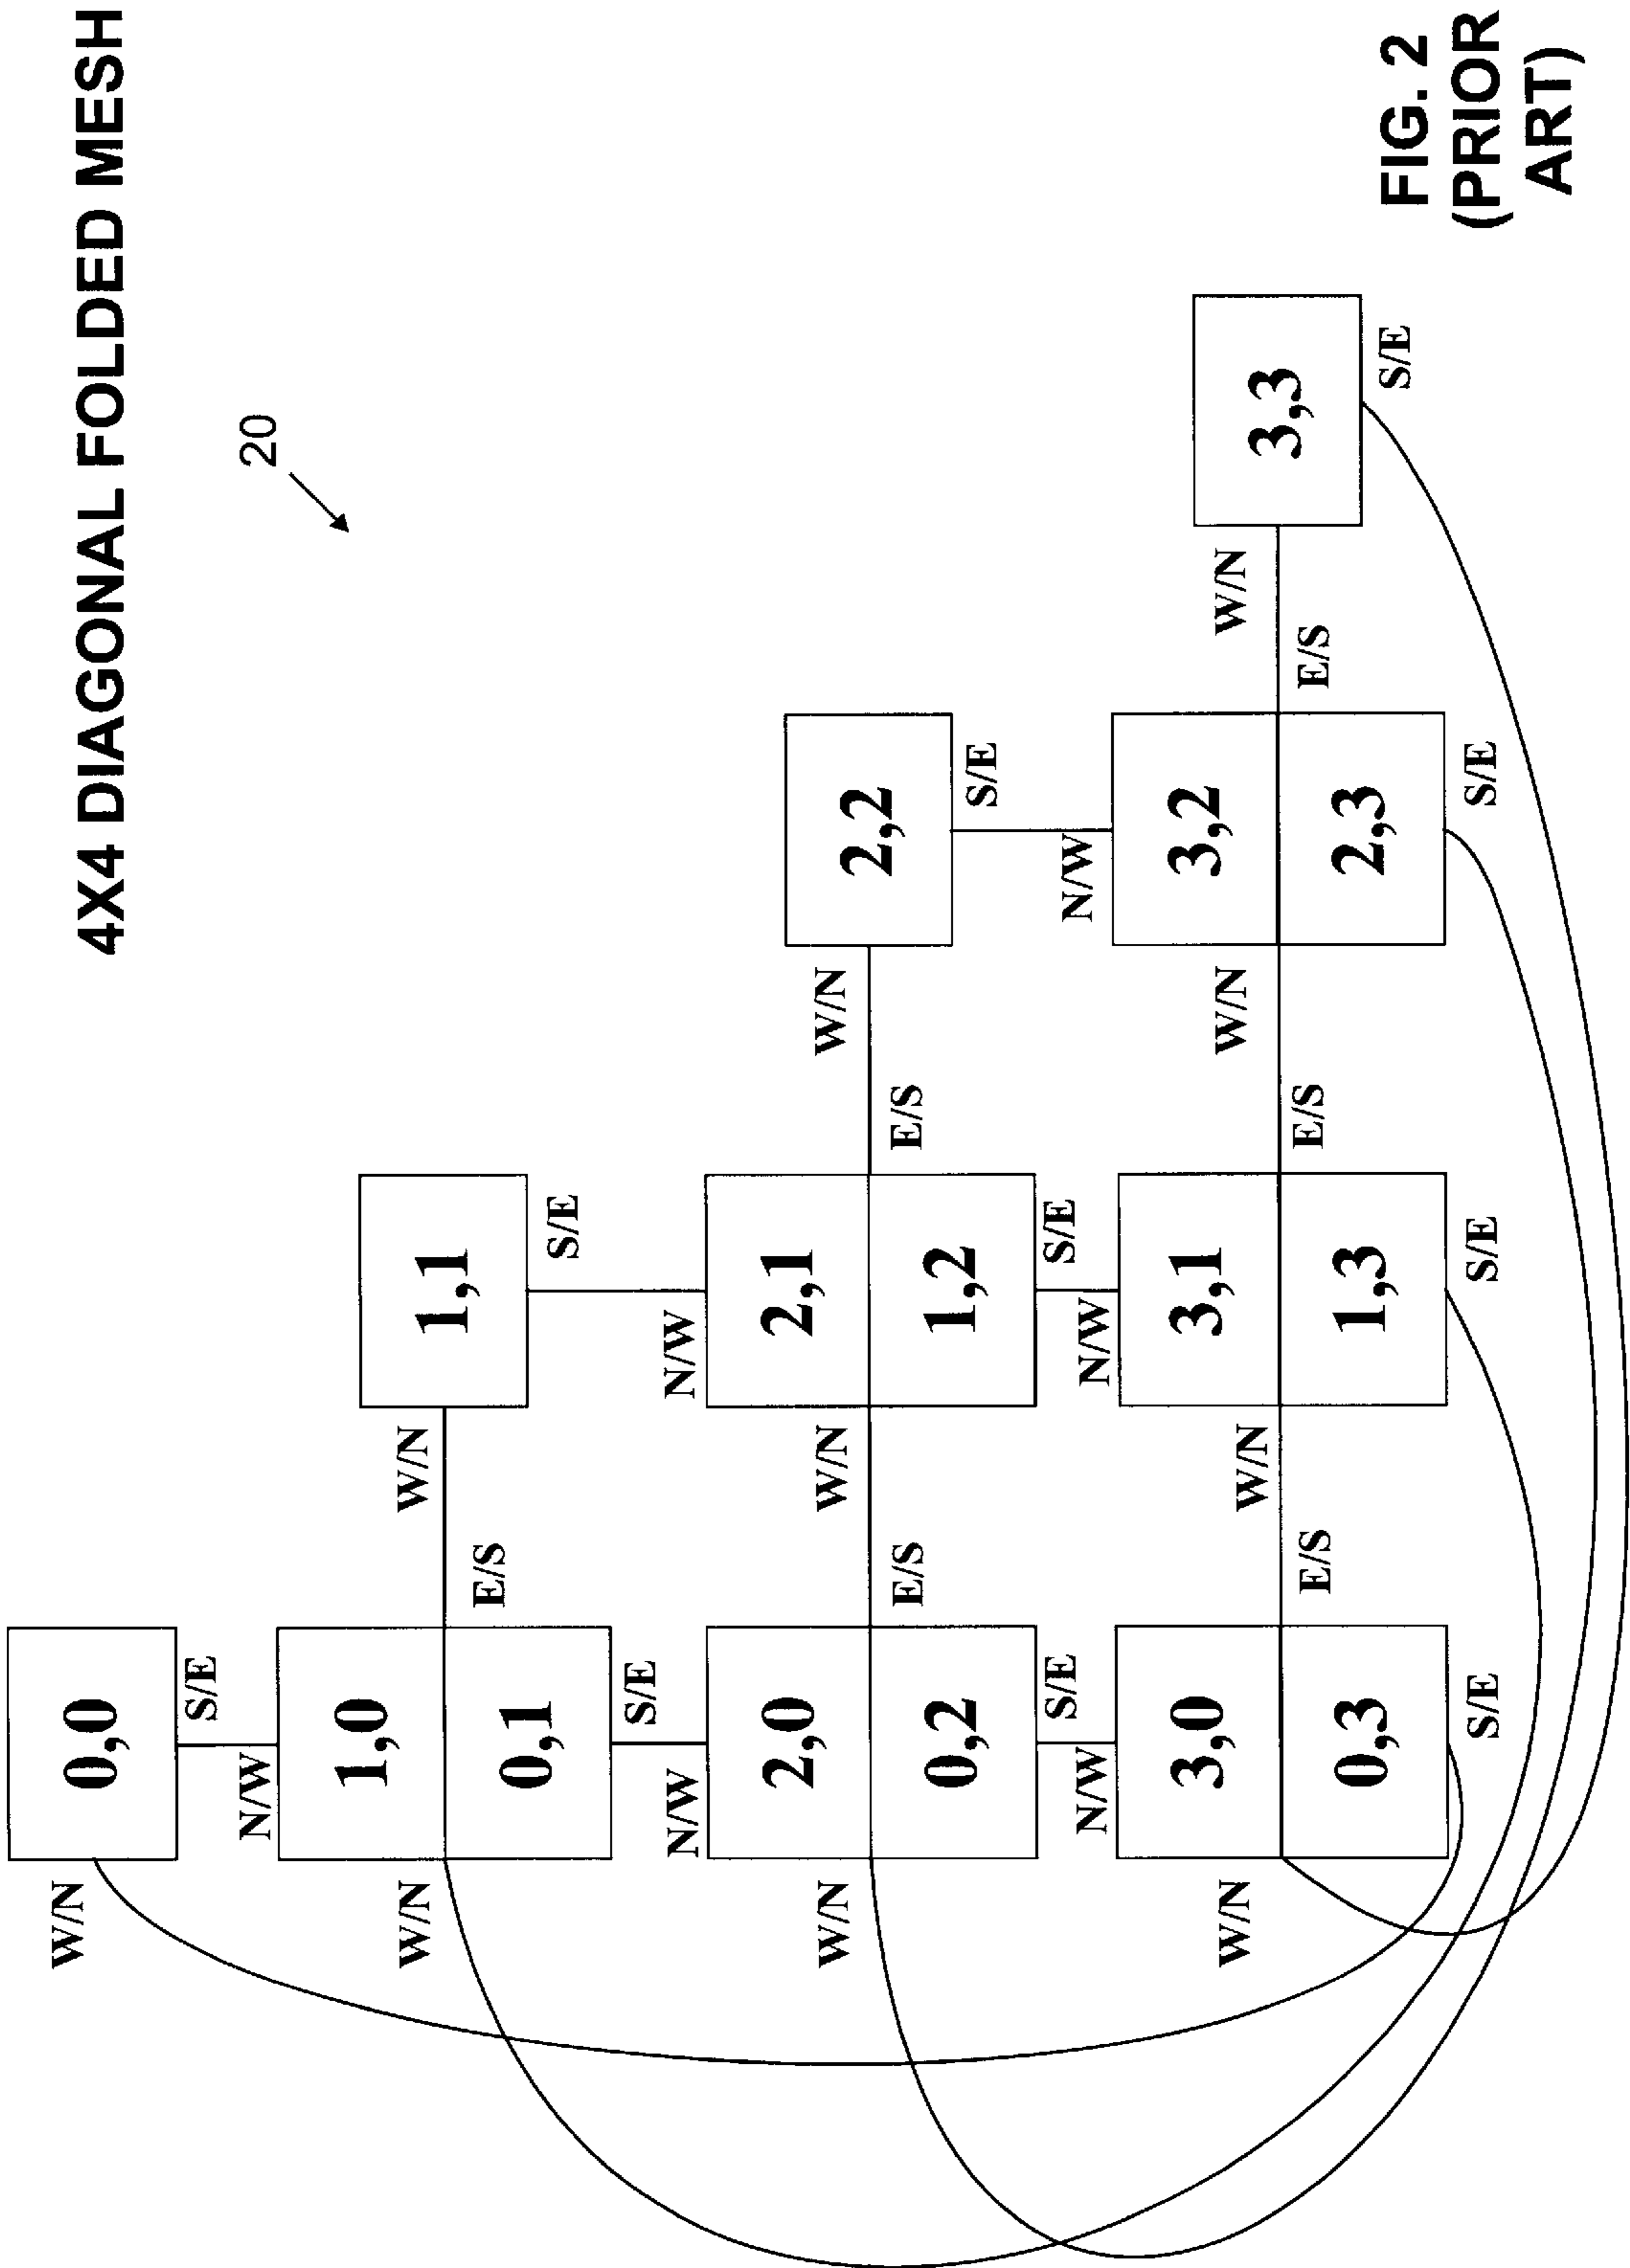 4X4 DIAGONAL FOLDED MESH
20
W/N
0,0
S/E
N/W
1,0
W/N
W/N
1,1
E/S
0,1
S/E
S/E
N/W
N/W
2,0
2,1
W/N
W/N
W/N
2,2
E/S
E/S
0,2
1,2
S/E
S/E
S/E
N/W
N/W
N/W
3,0
3,1
3,2
W/N
W/N
W/N
W/N
3,3
E/S
E/S
E/S
0,3
1,3
2,3
S/E
S/E
S/E
S/E
FIG. 2
(PRIOR
ART)